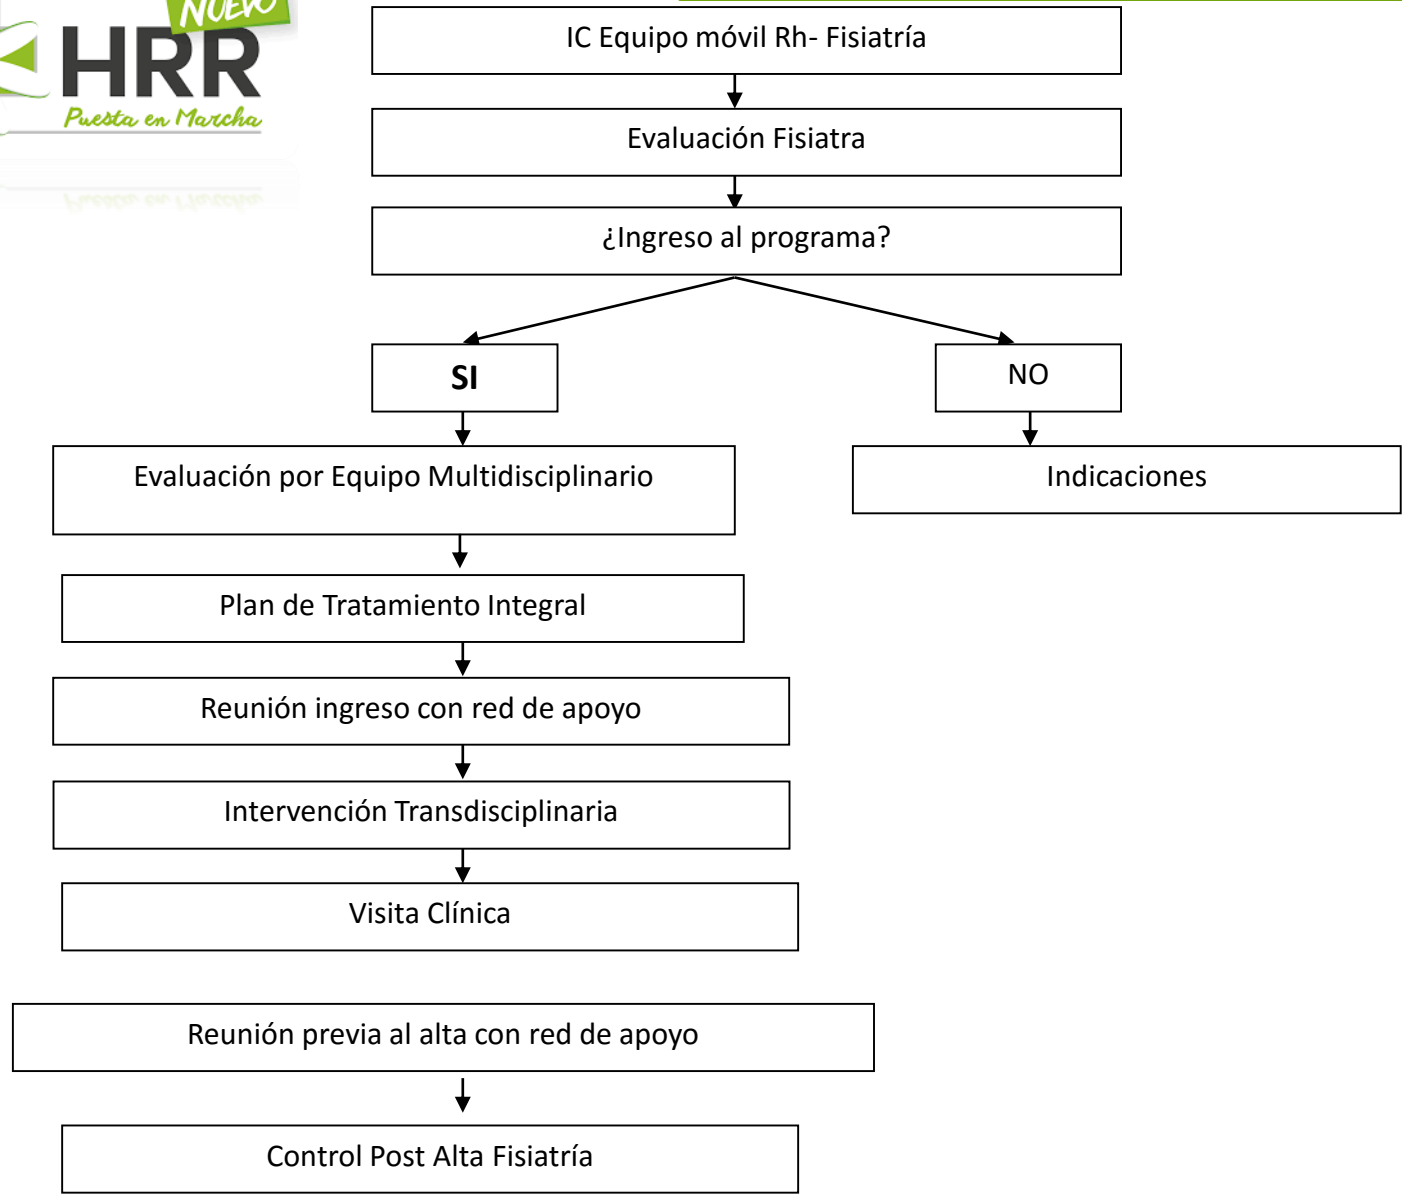 NUEVO
HRR
Puesta en Marcha
IC Equipo móvil Rh- Fisiatría
Evaluación Fisiatra
¿Ingreso al programa?
SI
NO
Evaluación por Equipo Multidisciplinario
Indicaciones
Plan de Tratamiento Integral
Reunión ingreso con red de apoyo
Intervención Transdisciplinaria
Visita Clínica
Reunión previa al alta con red de apoyo
Control Post Alta Fisiatría